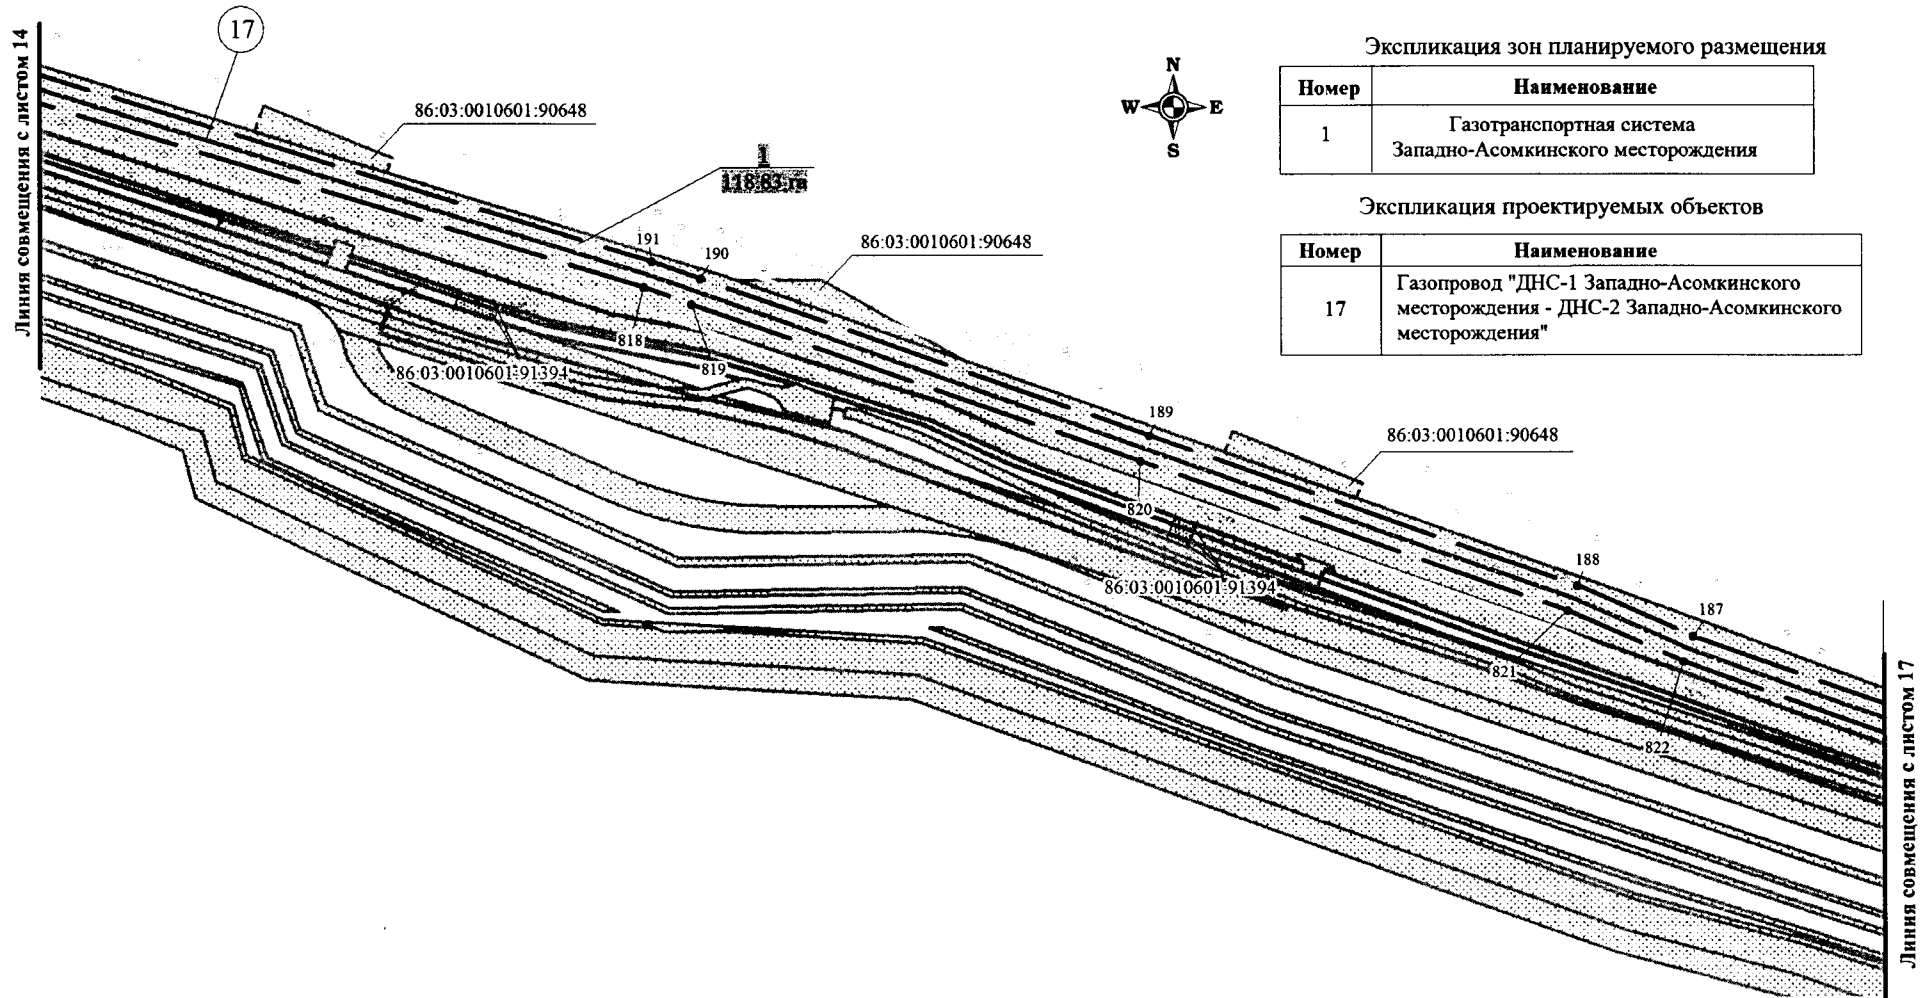 17
Линия совмещения с листом 14
86:03:0010601:90648
1
118.63 га
N
W E
S
Экспликация зон планируемого размещения
Номер Наименование
1 Газотранспортная система
Западно-Асомкинского месторождения
Экспликация проектируемых объектов
Номер Наименование
17 Газопровод "ДНС-1 Западно-Асомкинского
месторождения - ДНС-2 Западно-Асомкинского
месторождения"
191
190
86:03:0010601:90648
818
819
86:03:0010601:91394
189
86:03:0010601:90648
820
86:03:0010601:91394
188
187
821
822
Линия совмещения с листом 17